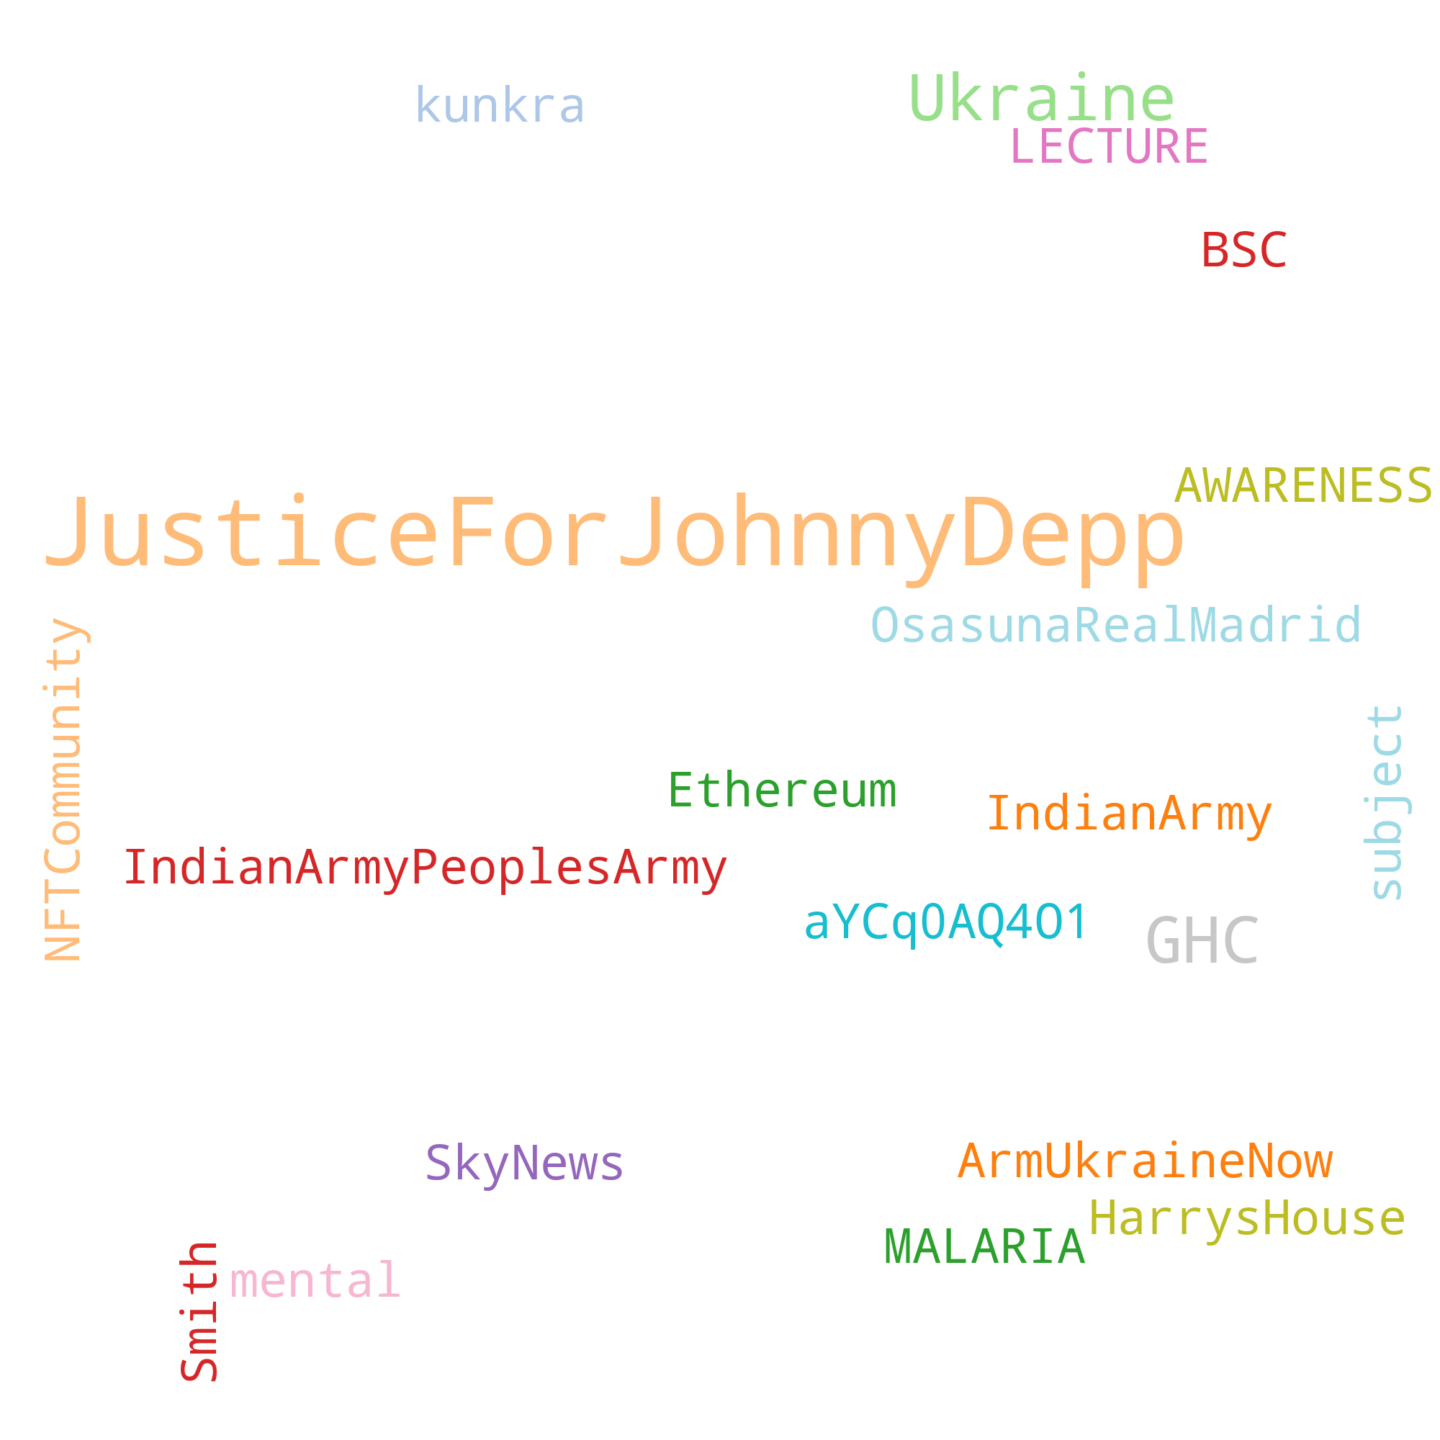 kunkra
Ukraine
LECTURE
BSC
AWARENESS
JusticeForJohnnyDepp
OsasunaRealMadrid
NFTCommunity
subject
Ethereum
IndianArmy
IndianArmyPeoplesArmy
aYCq0AQ4O1
GHC
SkyNews
ArmUkraineNow
HarrysHouse
MALARIA
Smith
mental